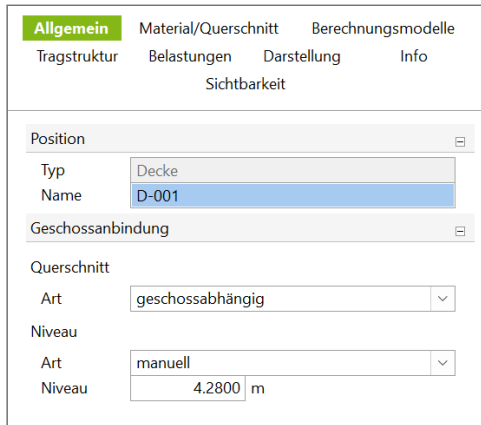 Allgemein Material/Querschnitt Berechnungsmodelle
Tragstruktur Belastungen Darstellung Info
Sichtbarkeit
Position
Typ Decke
Name D-001
Geschossanbindung
Querschnitt
Art geschossabhängig
Niveau
Art manuell
Niveau 4.2800 m